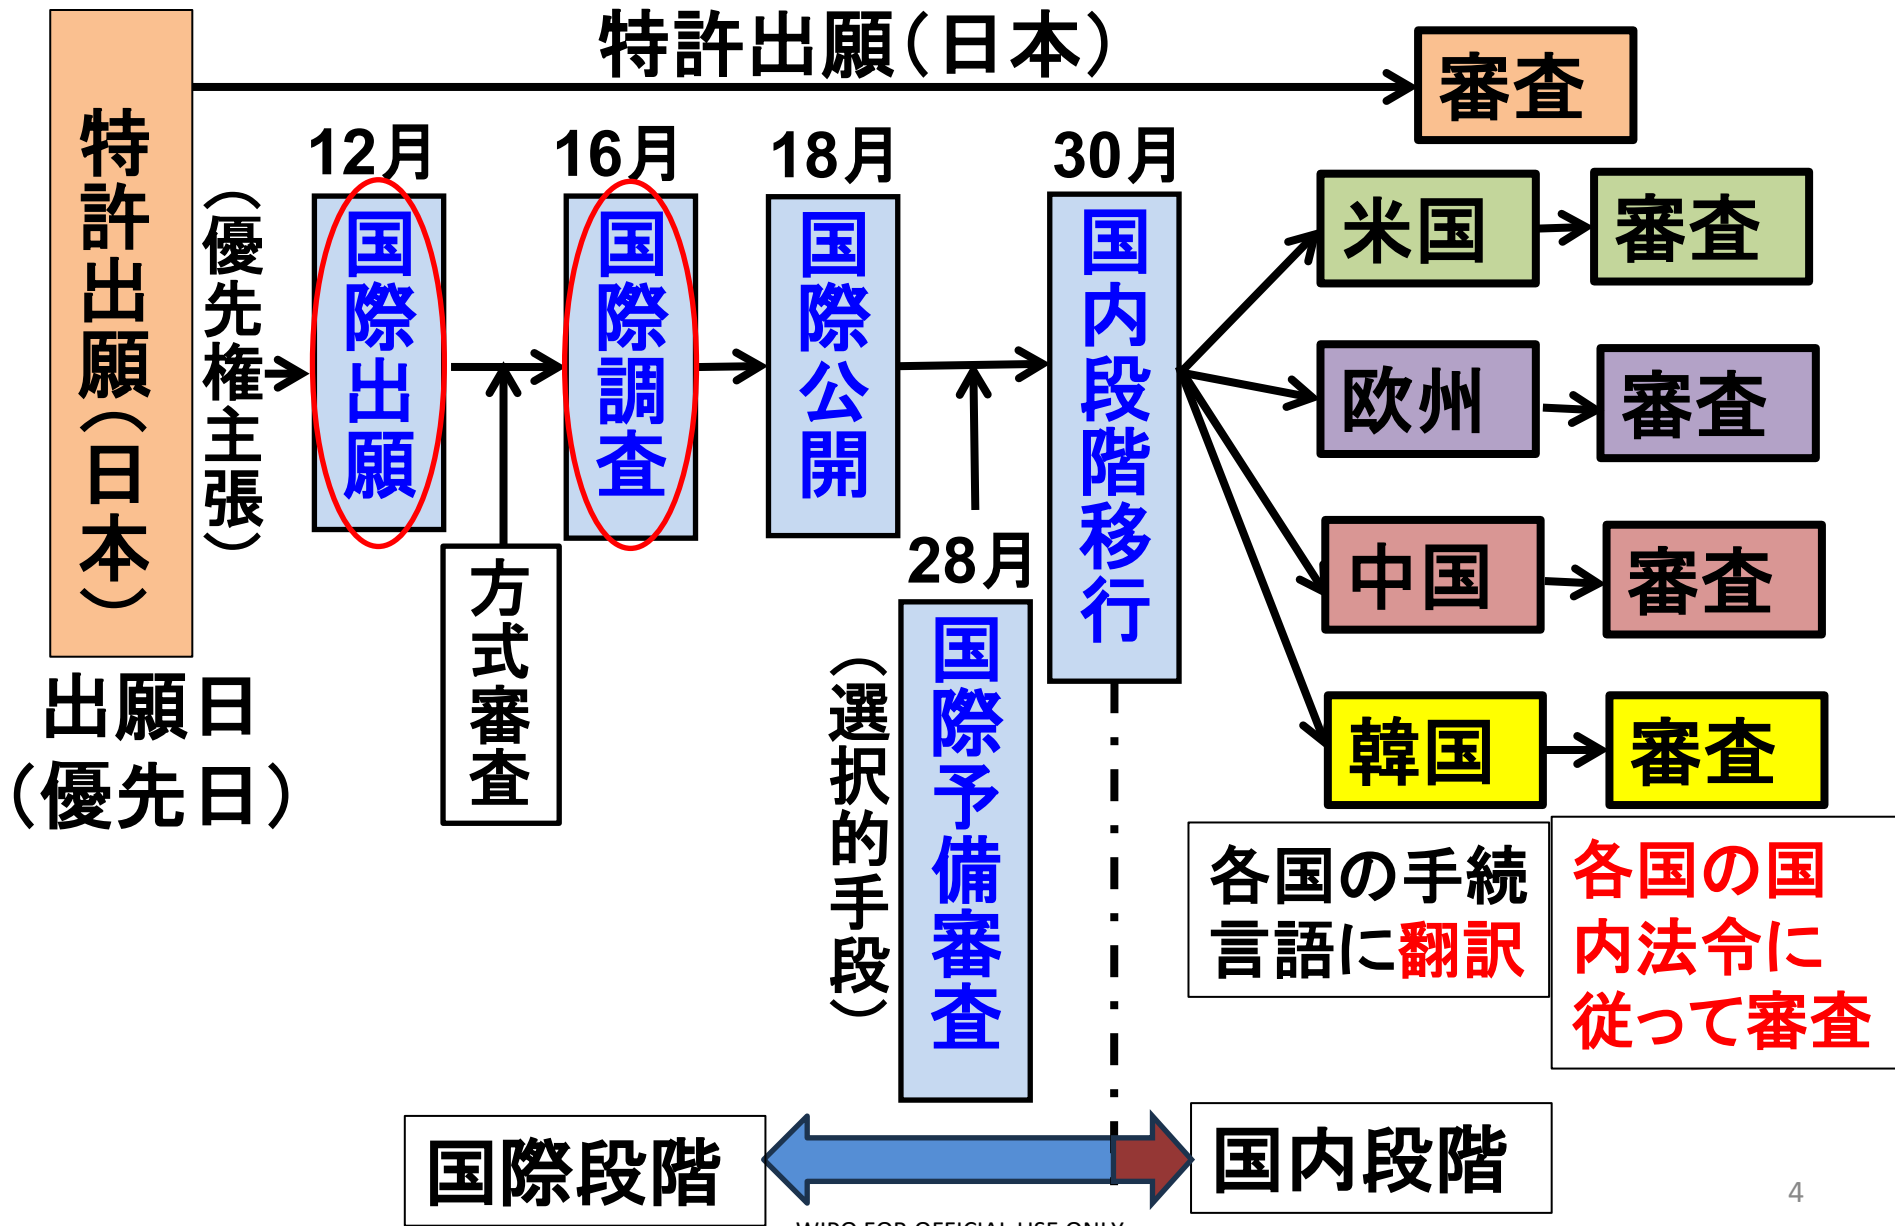 特許出願（日本）
審査
特許出願（日本）
出願日
（優先日）
（優先権主張）
12月
国際出願
方式審査
16月
国際調査
18月
国際公開
28月
国際予備審査
（選択的手段）
30月
国内段階移行
米国
審査
欧州
審査
中国
審査
韓国
審査
各国の手続
言語に翻訳
各国の国
内法令に
従って審査
国際段階
国内段階
WIPO FOR OFFICIAL USE ONLY
4